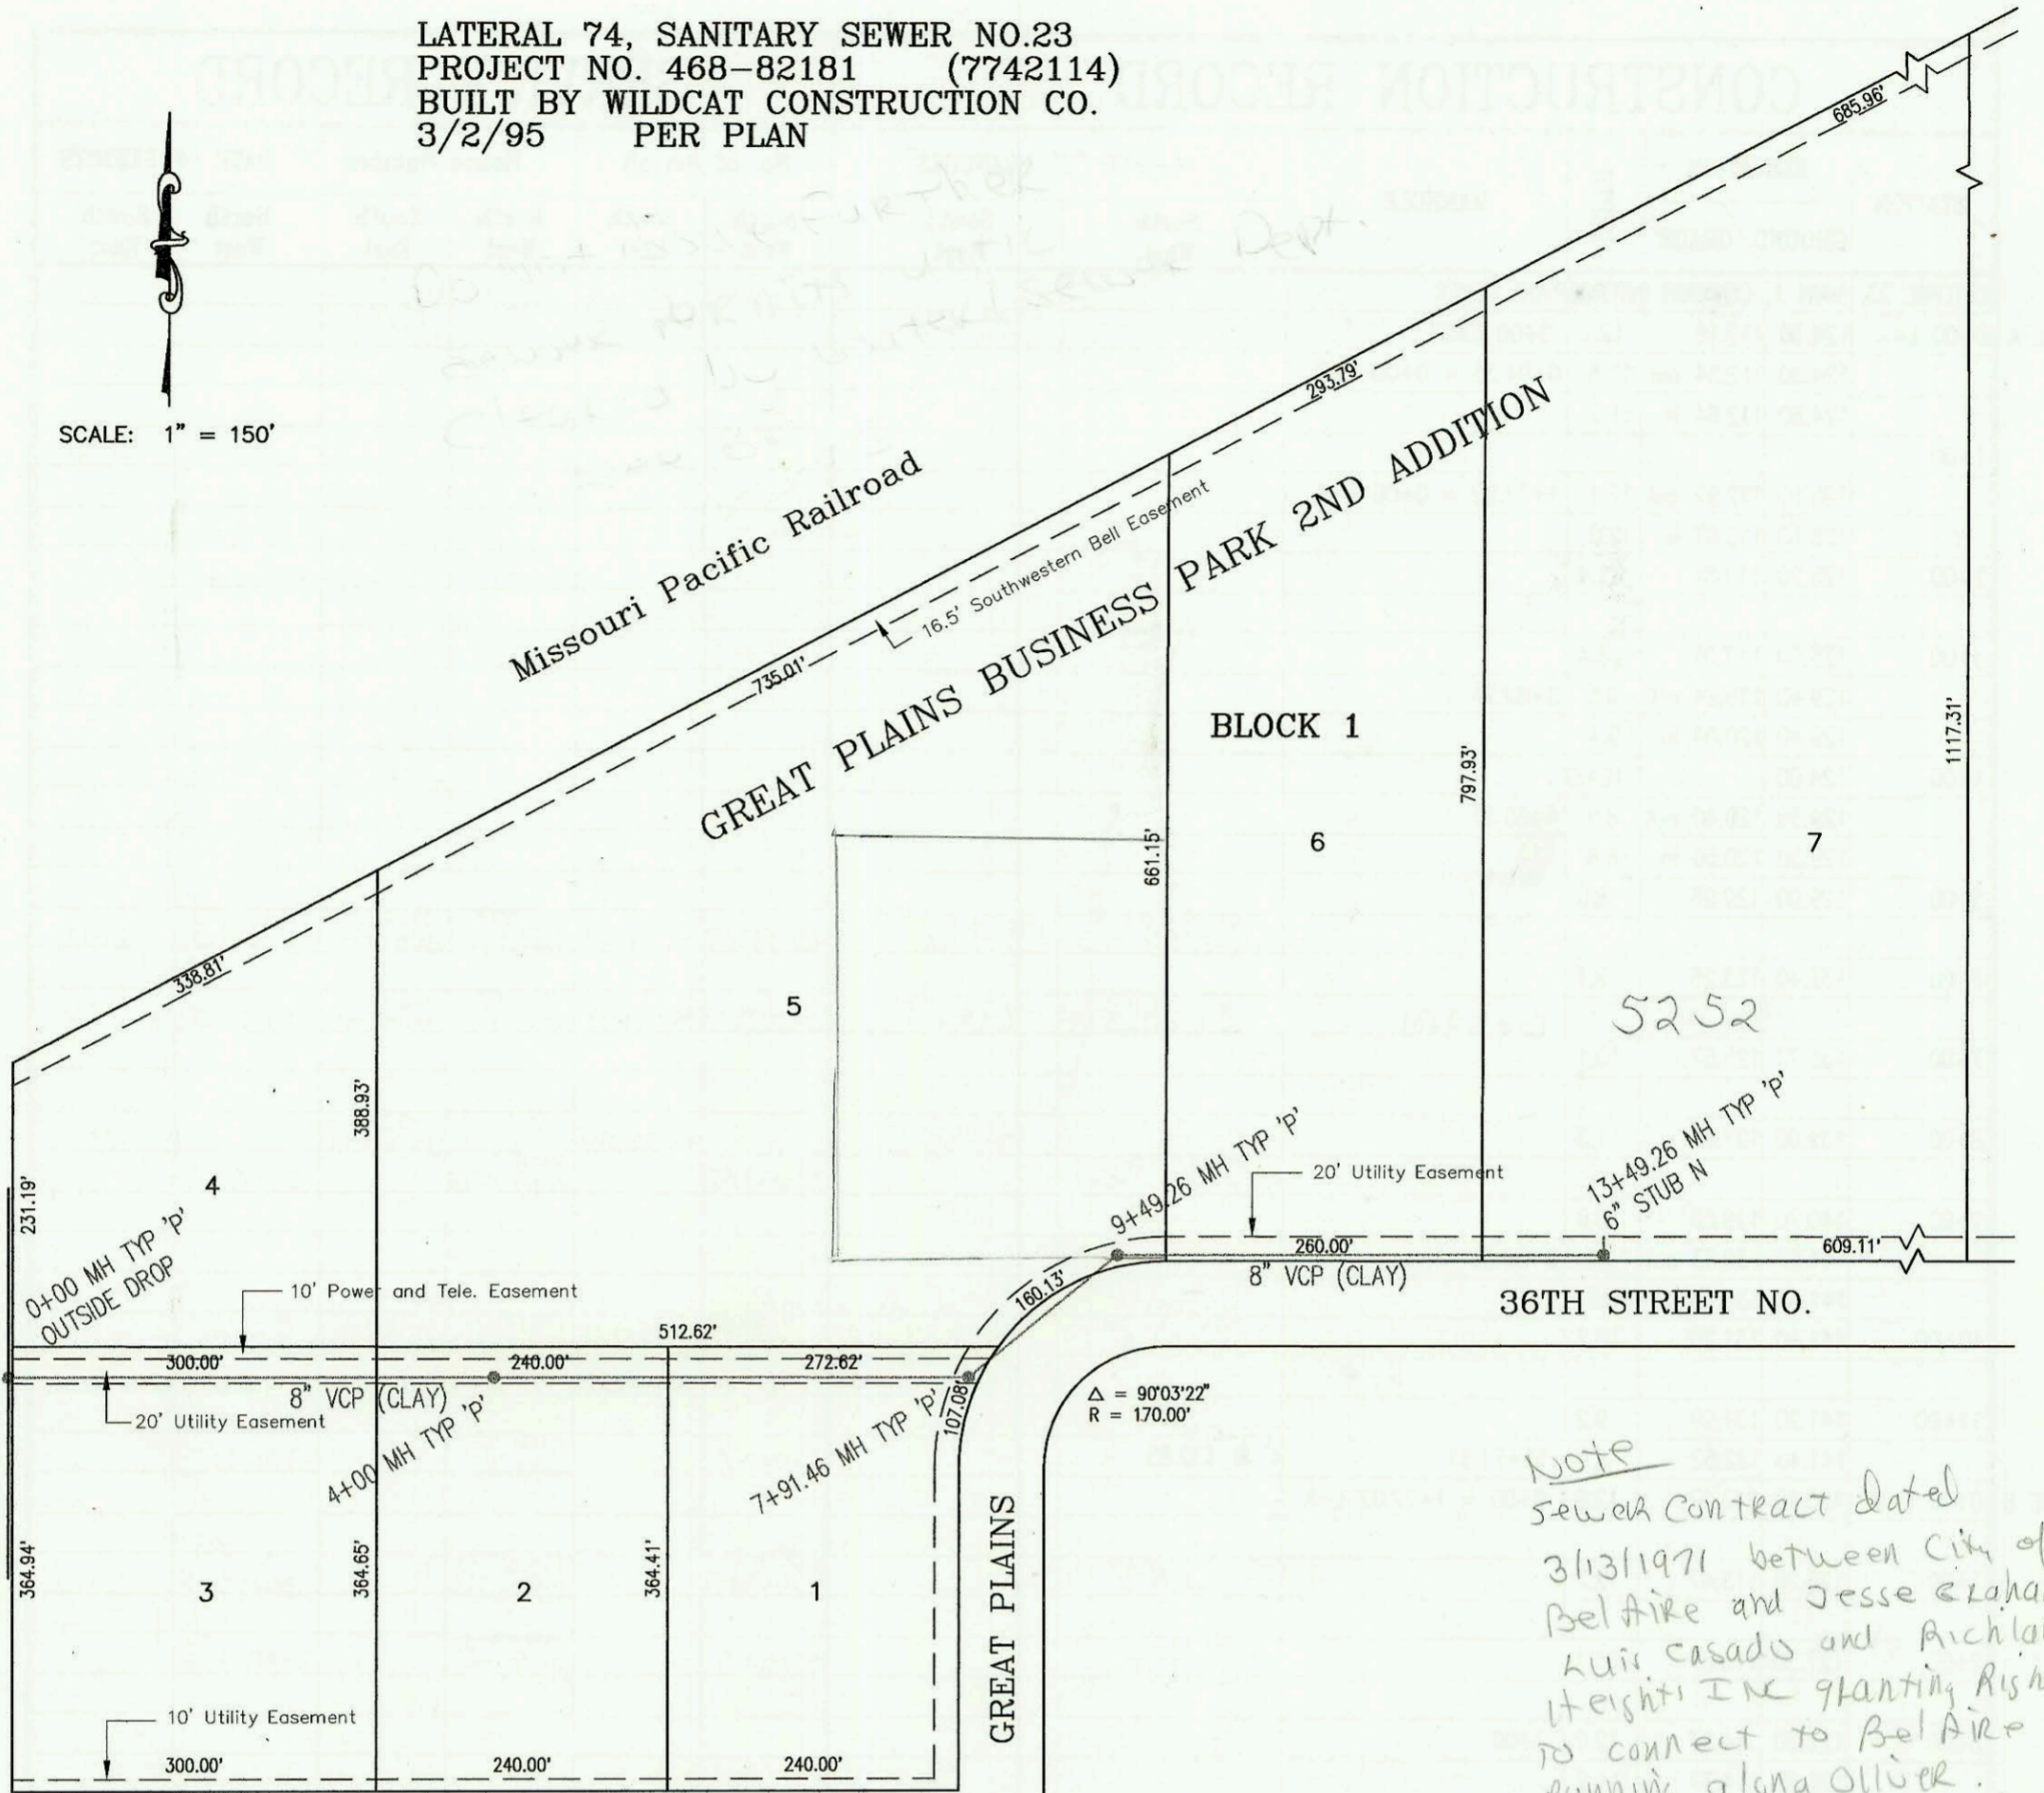 LATERAL 74, SANITARY SEWER NO.23
PROJECT NO. 468-82181 (7742114)
BUILT BY WILDCAT CONSTRUCTION CO.
3/2/95 PER PLAN
SCALE: 1" = 150'
Missouri Pacific Railroad
685.96'
293.79'
16.5' Southwestern Bell Easement
735.01'
GREAT PLAINS BUSINESS PARK 2ND ADDITION
BLOCK 1
338.81'
388.93'
661.15'
797.93'
1117.31'
6
7
5
5252
4
231.19'
0+00 MH TYP 'P'
OUTSIDE DROP
10' Power and Tele. Easement
512.62'
300.00'
240.00'
272.62'
8" VCP (CLAY)
20' Utility Easement
4+00 MH TYP 'P'
7+91.46 MH TYP 'P'
107.08'
160.13'
9+49.26 MH TYP 'P'
20' Utility Easement
260.00'
8" VCP (CLAY)
13+49.26 MH TYP 'P'
6" STUB N
609.11'
36TH STREET NO.
Δ = 90°03'22"
R = 170.00'
364.94'
3
364.65'
2
364.41'
1
GREAT PLAINS
10' Utility Easement
300.00'
240.00'
240.00'
Note
Sewer Contract dated
3/13/1971 between City of
Bel Aire and Jesse
Luis Casado and
Heights INC granting
to connect to Bel Aire
running along Oliver.